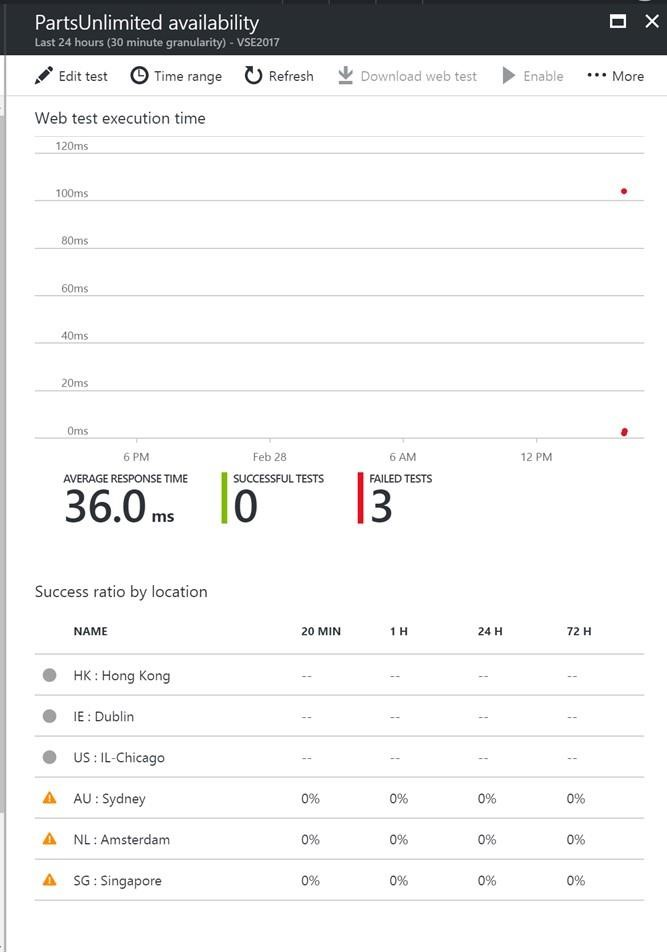 PartsUnlimited availability
Last 24 hours (30 minute granularity) - VSE2017
Edit test Time range Refresh Download web test Enable More
Web test execution time
120ms
100ms
80ms
60ms
40ms
20ms
0ms
6 PM Feb 28 6 AM 12 PM
AVERAGE RESPONSE TIME SUCCESSFUL TESTS FAILED TESTS
36.0 ms 0 3
Success ratio by location
NAME 20 MIN 1 H 24 H 72 H
HK : Hong Kong -- -- -- --
IE : Dublin -- -- -- --
US : IL-Chicago -- -- -- --
AU : Sydney 0% 0% 0% 0%
NL : Amsterdam 0% 0% 0% 0%
SG : Singapore 0% 0% 0% 0%